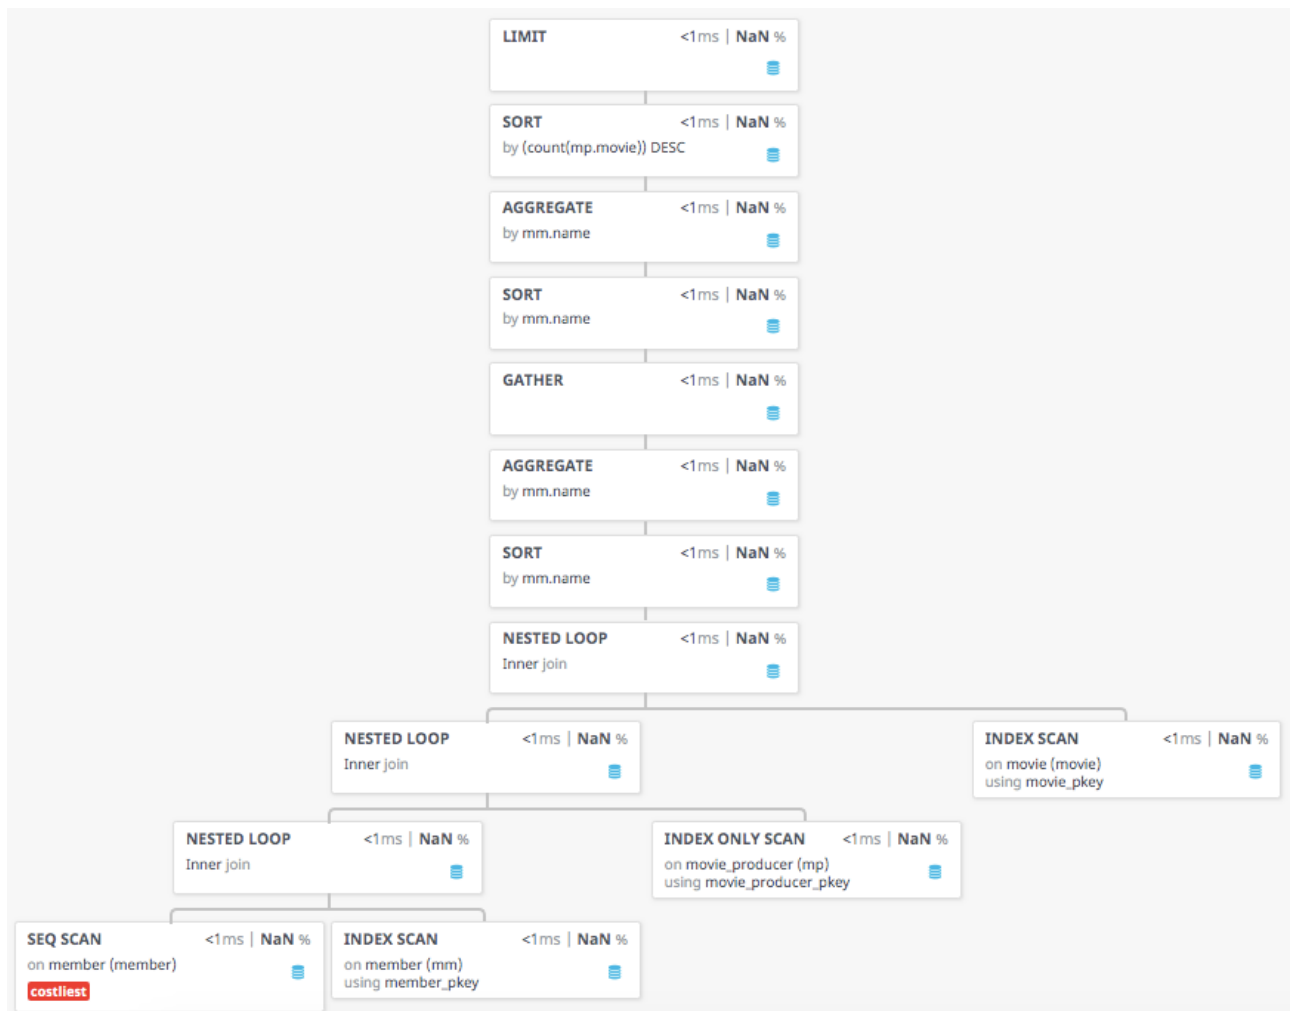 LIMIT <1ms | NaN %
SORT <1ms | NaN %
by (count(mp.movie)) DESC
AGGREGATE <1ms | NaN %
by mm.name
SORT <1ms | NaN %
by mm.name
GATHER <1ms | NaN %
AGGREGATE <1ms | NaN %
by mm.name
SORT <1ms | NaN %
by mm.name
NESTED LOOP <1ms | NaN %
Inner join
NESTED LOOP <1ms | NaN %
Inner join
INDEX SCAN <1ms | NaN %
on movie (movie)
using movie_pkey
NESTED LOOP <1ms | NaN %
Inner join
INDEX ONLY SCAN <1ms | NaN %
on movie_producer (mp)
using movie_producer_pkey
SEQ SCAN <1ms | NaN %
on member (member)
costliest
INDEX SCAN <1ms | NaN %
on member (mm)
using member_pkey